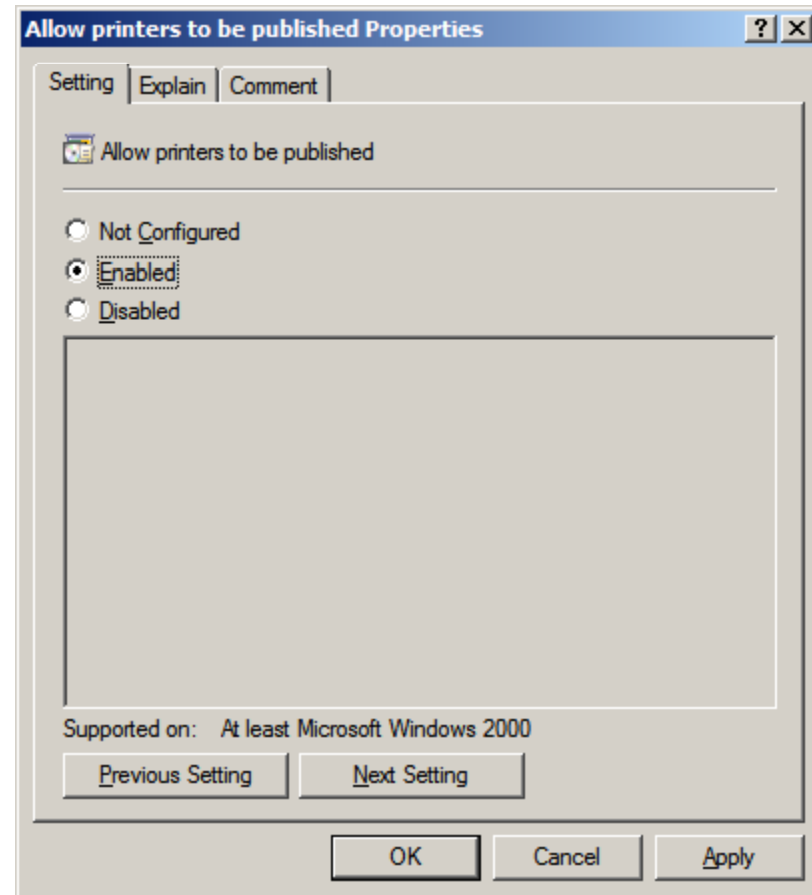 Allow printers to be published Properties
Setting Explain Comment
Allow printers to be published
Not Configured
Enabled
Disabled
Supported on: At least Microsoft Windows 2000
Previous Setting Next Setting
OK Cancel Apply